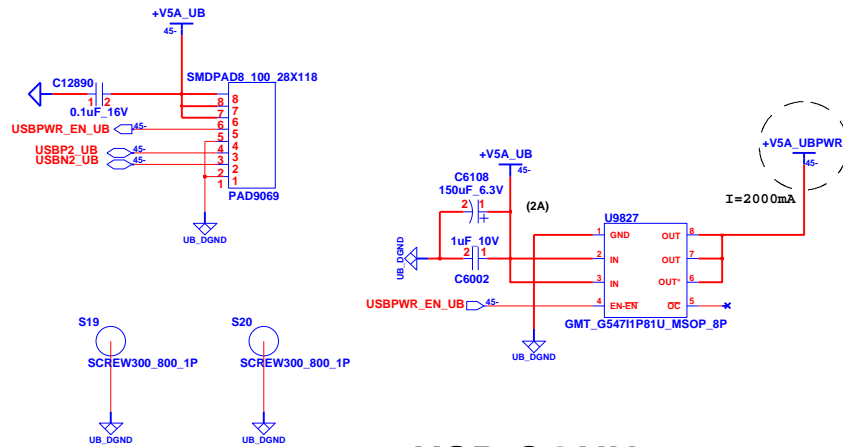 +V5A_UB
45-
C12890
1 2
0.1uF_16V
SMDPAD8_100_28X118
8 8
7 7
6 6
5 5
4 4
3 3
2 2
1 1
PAD9069
USBPWR_EN_UB 45-
USBP2_UB 45-
USBN2_UB 45-
UB_DGND
+V5A_UB
45-
C6108
150uF_6.3V
2 1
+
(2A)
1uF_10V
2 1
C6002
UB_DGND
USBPWR_EN_UB 45-
U9827
1 GND OUT 8
2 IN OUT 7
3 IN OUT* 6
4 EN-EN OC 5
GMT_G547I1P81U_MSOP_8P
UB_DGND
+V5A_UBPWR
45-
I=2000mA
S19
SCREW300_800_1P
UB_DGND
S20
SCREW300_800_1P
UB_DGND